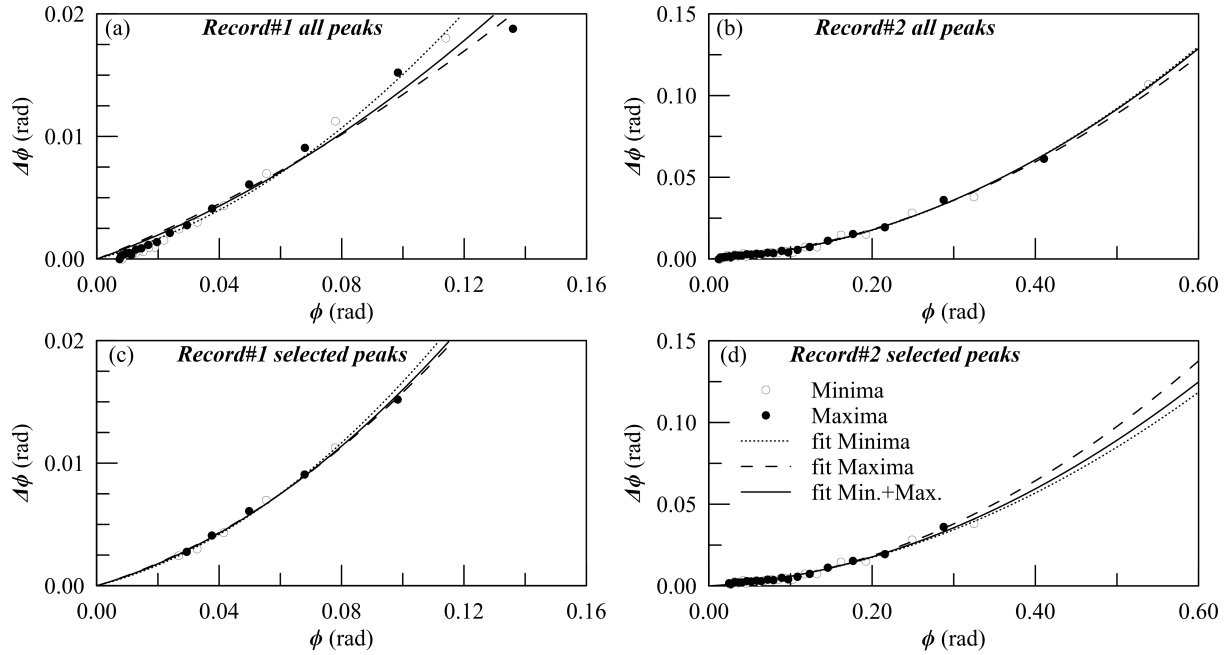 (a) Record#1 all peaks
0.02
0.01
0.00
Δϕ (rad)
0.00 0.04 0.08 0.12 0.16
ϕ (rad)
(b) Record#2 all peaks
0.15
0.10
0.05
0.00
Δϕ (rad)
0.00 0.20 0.40 0.60
ϕ (rad)
(c) Record#1 selected peaks
0.02
0.01
0.00
Δϕ (rad)
0.00 0.04 0.08 0.12 0.16
ϕ (rad)
(d) Record#2 selected peaks
0.15
0.10
0.05
0.00
Δϕ (rad)
Minima
Maxima
fit Minima
fit Maxima
fit Min.+Max.
0.00 0.20 0.40 0.60
ϕ (rad)